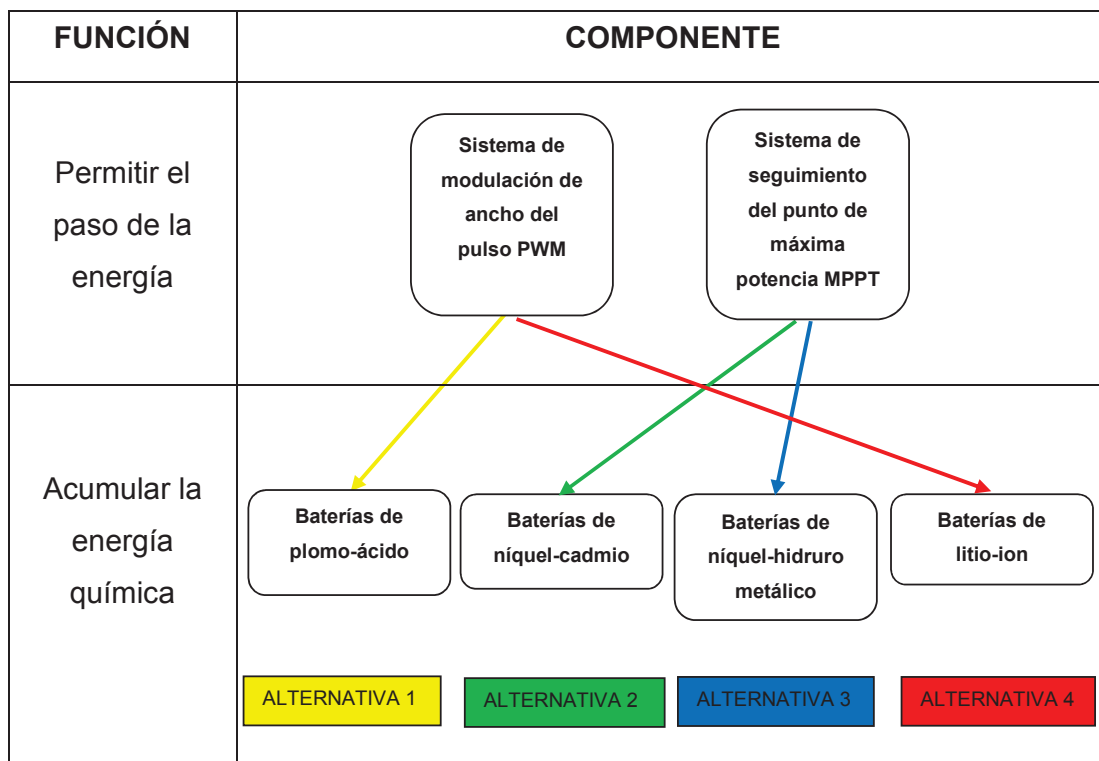 FUNCIÓN
COMPONENTE
Permitir el
paso de la
energía
Sistema de
modulación de
ancho del
pulso PWM
Sistema de
seguimiento
del punto de
máxima
potencia MPPT
Acumular la
energía
química
Baterías de
plomo-ácido
Baterías de
níquel-cadmio
Baterías de
níquel-hidruro
metálico
Baterías de
litio-ion
ALTERNATIVA 1
ALTERNATIVA 2
ALTERNATIVA 3
ALTERNATIVA 4